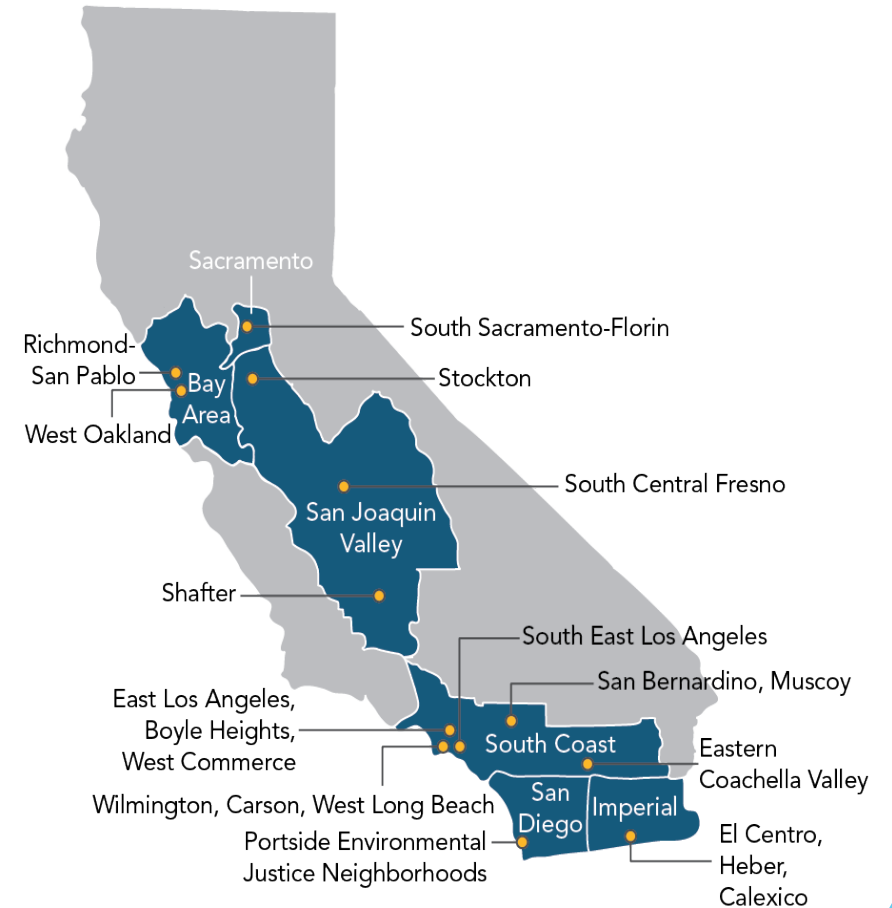 Sacramento
South Sacramento-Florin
Richmond-
San Pablo
Stockton
Bay
Area
West Oakland
South Central Fresno
San Joaquin
Valley
Shafter
South East Los Angeles
San Bernardino, Muscoy
East Los Angeles,
Boyle Heights,
West Commerce
South Coast
Eastern
Coachella Valley
Wilmington, Carson, West Long Beach
San
Diego
Imperial
Portside Environmental
Justice Neighborhoods
El Centro,
Heber,
Calexico